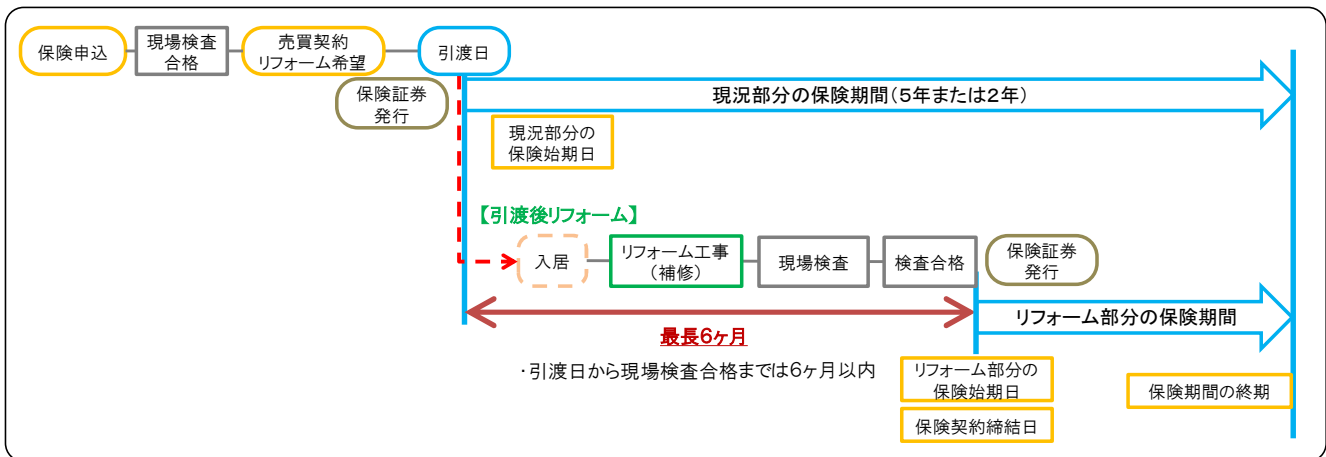 保険申込
現場検査
合格
売買契約
リフォーム希望
引渡日
保険証券
発行
現況部分の保険期間(5年または2年)
現況部分の
保険始期日
【引渡後リフォーム】
入居
リフォーム工事
(補修)
現場検査
検査合格
保険証券
発行
リフォーム部分の保険期間
最長6ヶ月
・引渡日から現場検査合格までは6ヶ月以内
リフォーム部分の
保険始期日
保険期間の終期
保険契約締結日